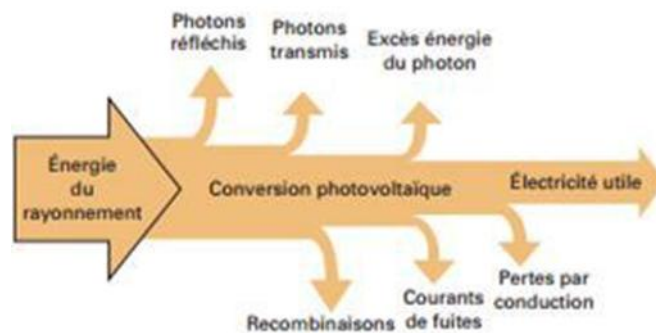 Photons
réfléchis
Photons
transmis
Excès énergie
du photon
Énergie
du
rayonnement
Conversion photovoltaïque
Électricité utile
Recombinaisons
Courants
de fuites
Pertes par
conduction